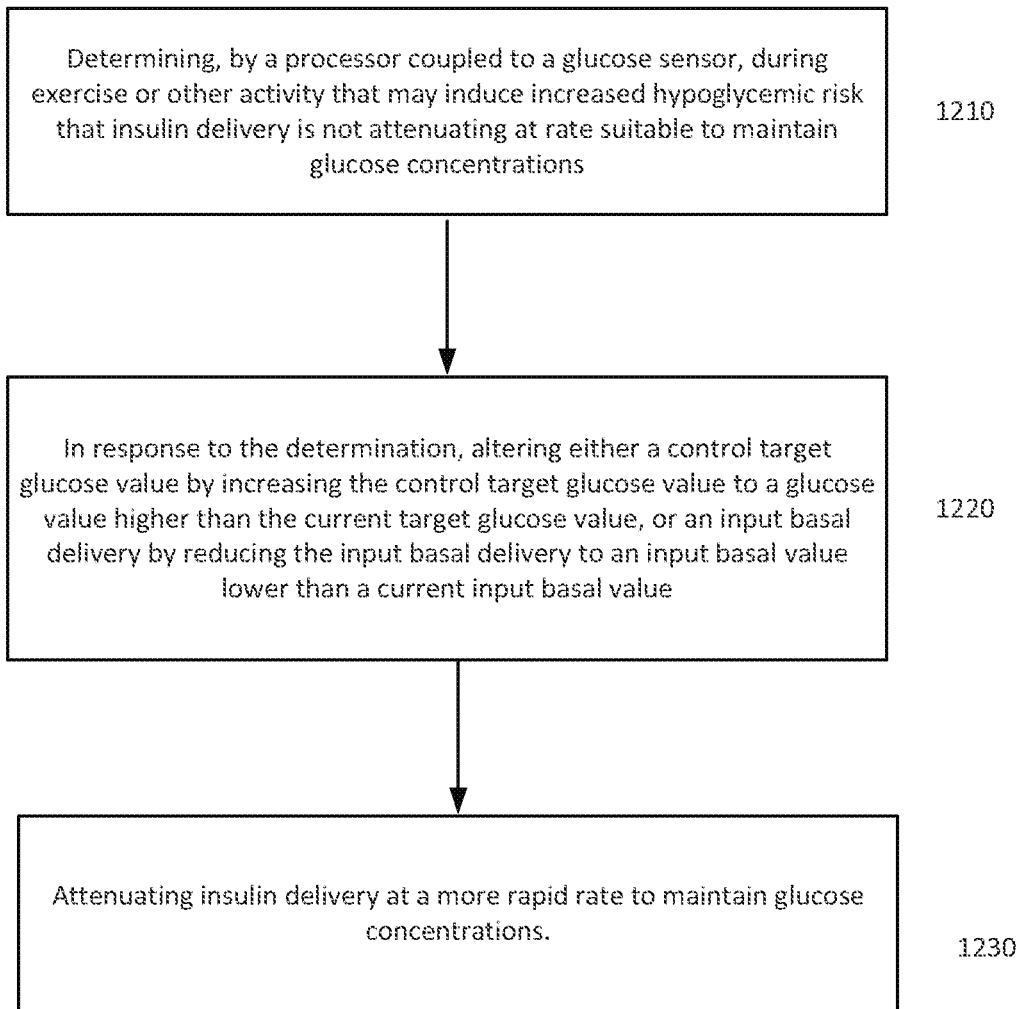 Determining, by a processor coupled to a glucose sensor, during
exercise or other activity that may induce increased hypoglycemic risk
that insulin delivery is not attenuating at rate suitable to maintain
glucose concentrations
1210
In response to the determination, altering either a control target
glucose value by increasing the control target glucose value to a glucose
value higher than the current target glucose value, or an input basal
delivery by reducing the input basal delivery to an input basal value
lower than a current input basal value
1220
Attenuating insulin delivery at a more rapid rate to maintain glucose
concentrations.
1230